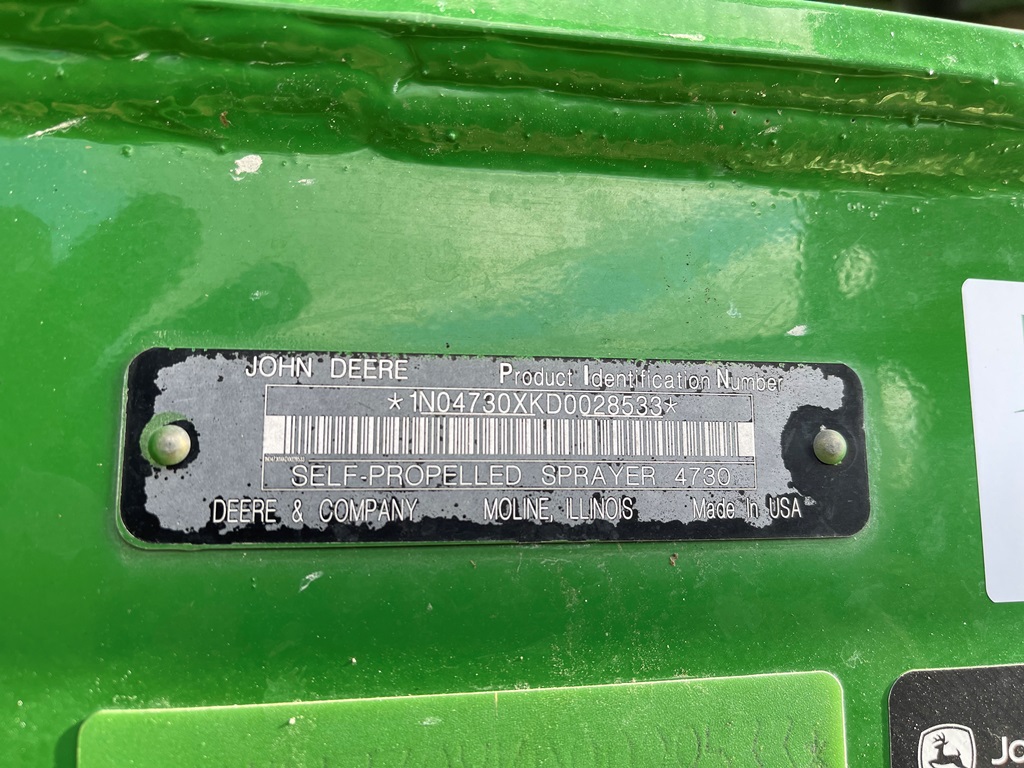 JOHN DEERE Product Identification Number
*1N04730XKD0028533*
SELF-PROPELLED SPRAYER 4730
DEERE & COMPANY MOLINE, ILLINOIS Made In USA